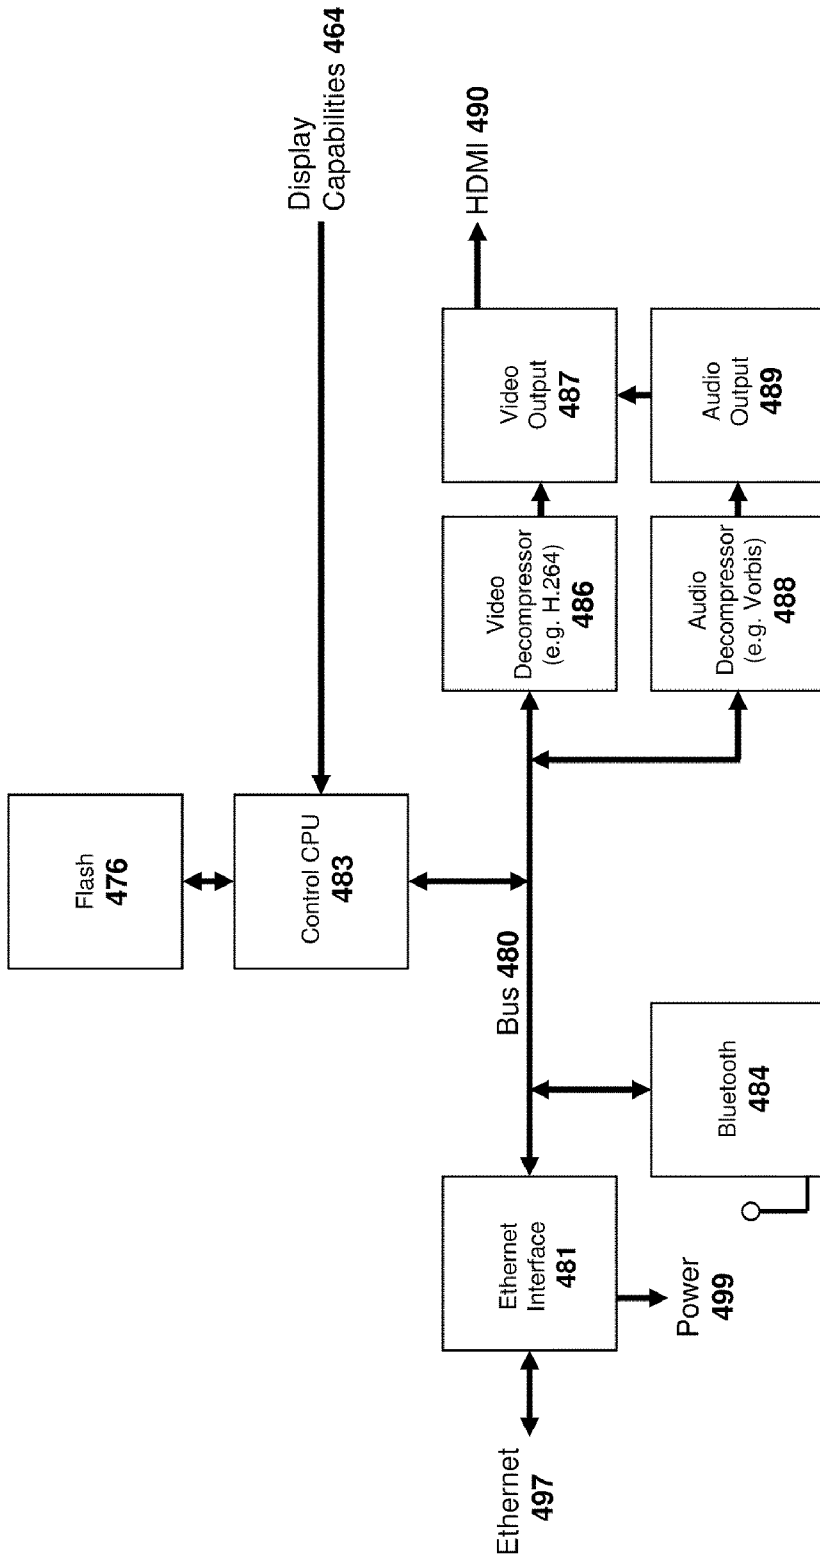 Display
Capabilities 464
HDMI 490
Flash
476
Control CPU
483
Video
Output
487
Video
Decompressor
(e.g. H.264)
486
Audio
Output
489
Audio
Decompressor
(e.g. Vorbis)
488
Bus 480
Bluetooth
484
Ethernet
Interface
481
Power
499
Ethernet
497